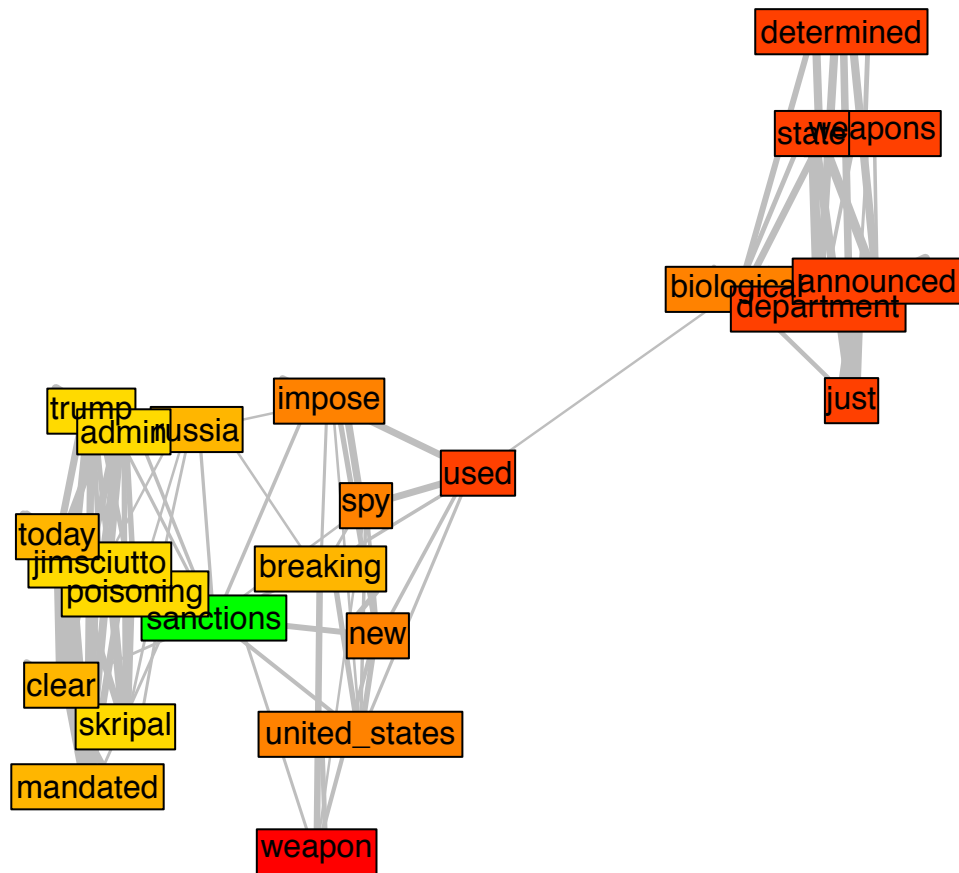 determined
state
weapons
biological
announced
department
trump
impose
just
admin
russia
used
spy
today
jimsciutto
breaking
poisoning
sanctions
new
clear
skripal
united_states
mandated
weapon